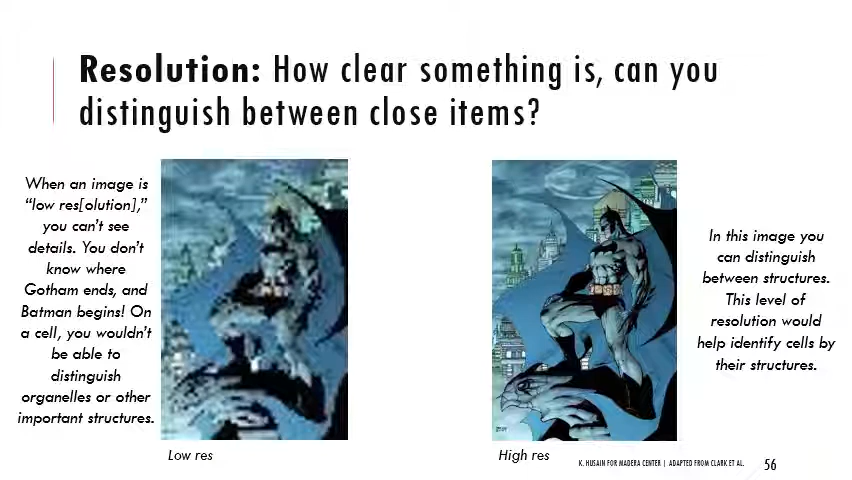 Resolution: How clear something is, can you
distinguish between close items?
When an image is
“low res[olution],”
you can’t see
details. You don’t
know where
Gotham ends, and
Batman begins! On
a cell, you wouldn’t
be able to
distinguish
organelles or other
important structures.
Low res
In this image you
can distinguish
between structures.
This level of
resolution would
help identify cells by
their structures.
High res
K. HUSAIN FOR MADERA CENTER | ADAPTED FROM CLARK ET AL.
56